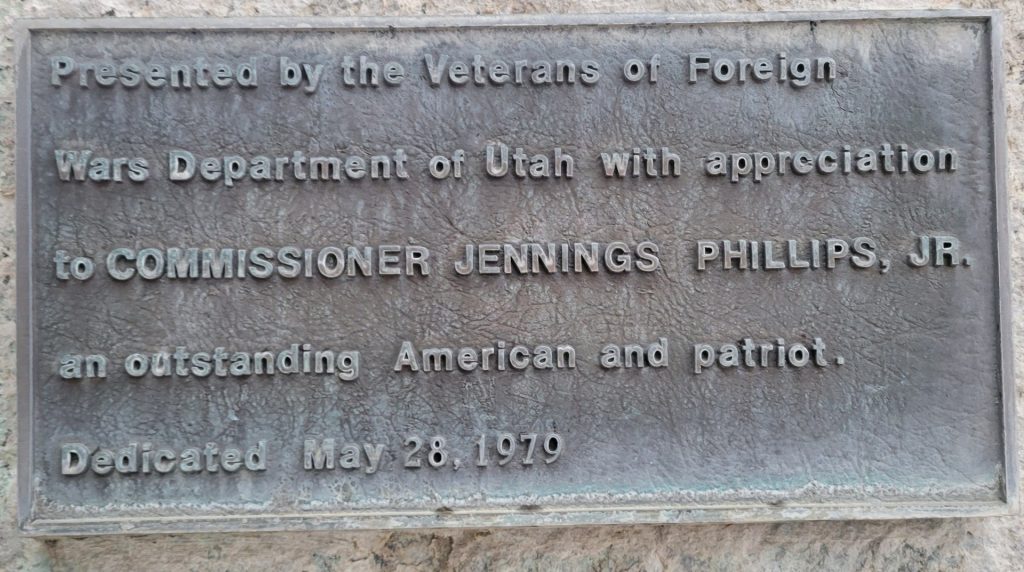 Presented by the Veterans of Foreign
Wars Department of Utah with appreciation
to COMMISSIONER JENNINGS PHILLIPS, JR.
an outstanding American and patriot.
Dedicated May 28, 1979